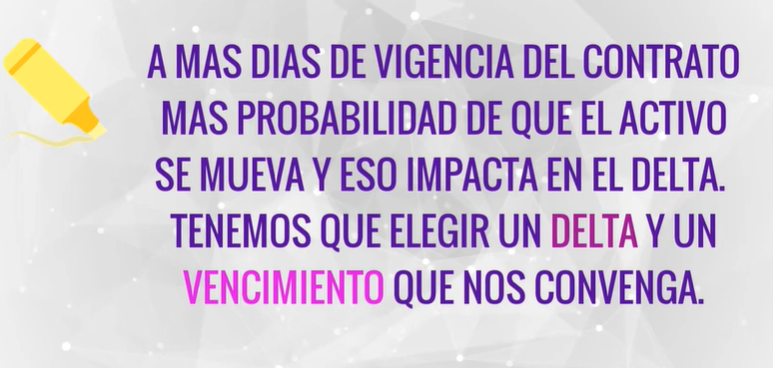 A MAS DIAS DE VIGENCIA DEL CONTRATO
MAS PROBABILIDAD DE QUE EL ACTIVO
SE MUEVA Y ESO IMPACTA EN EL DELTA.
TENEMOS QUE ELEGIR UN DELTA Y UN
VENCIMIENTO QUE NOS CONVENGA.